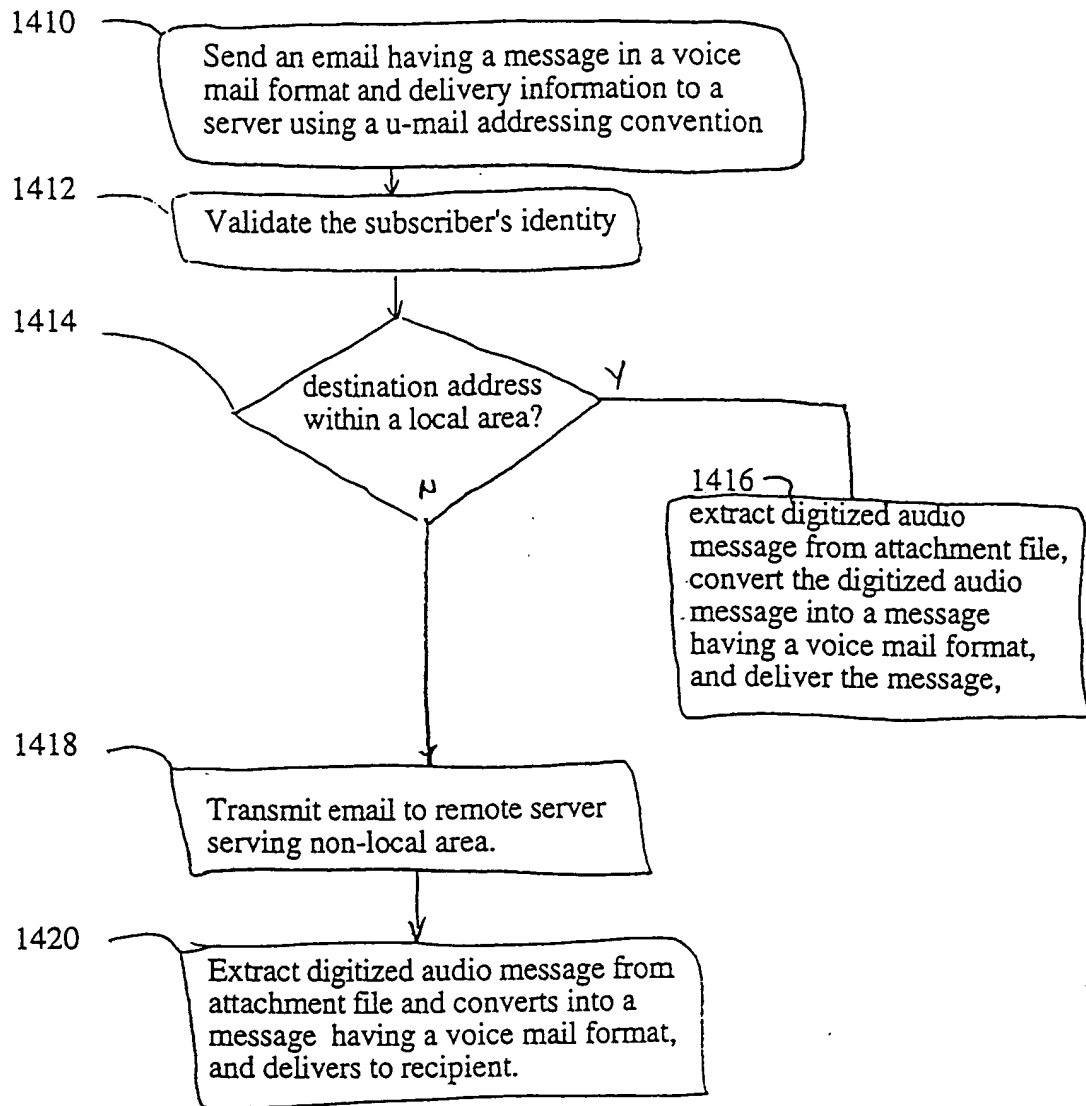 1410
Send an email having a message in a voice
mail format and delivery information to a
server using a u-mail addressing convention
1412
Validate the subscriber's identity
1414
destination address
within a local area?
Y
N
1416
extract digitized audio
message from attachment file,
convert the digitized audio
message into a message
having a voice mail format,
and deliver the message,
1418
Transmit email to remote server
serving non-local area.
1420
Extract digitized audio message from
attachment file and converts into a
message having a voice mail format,
and delivers to recipient.